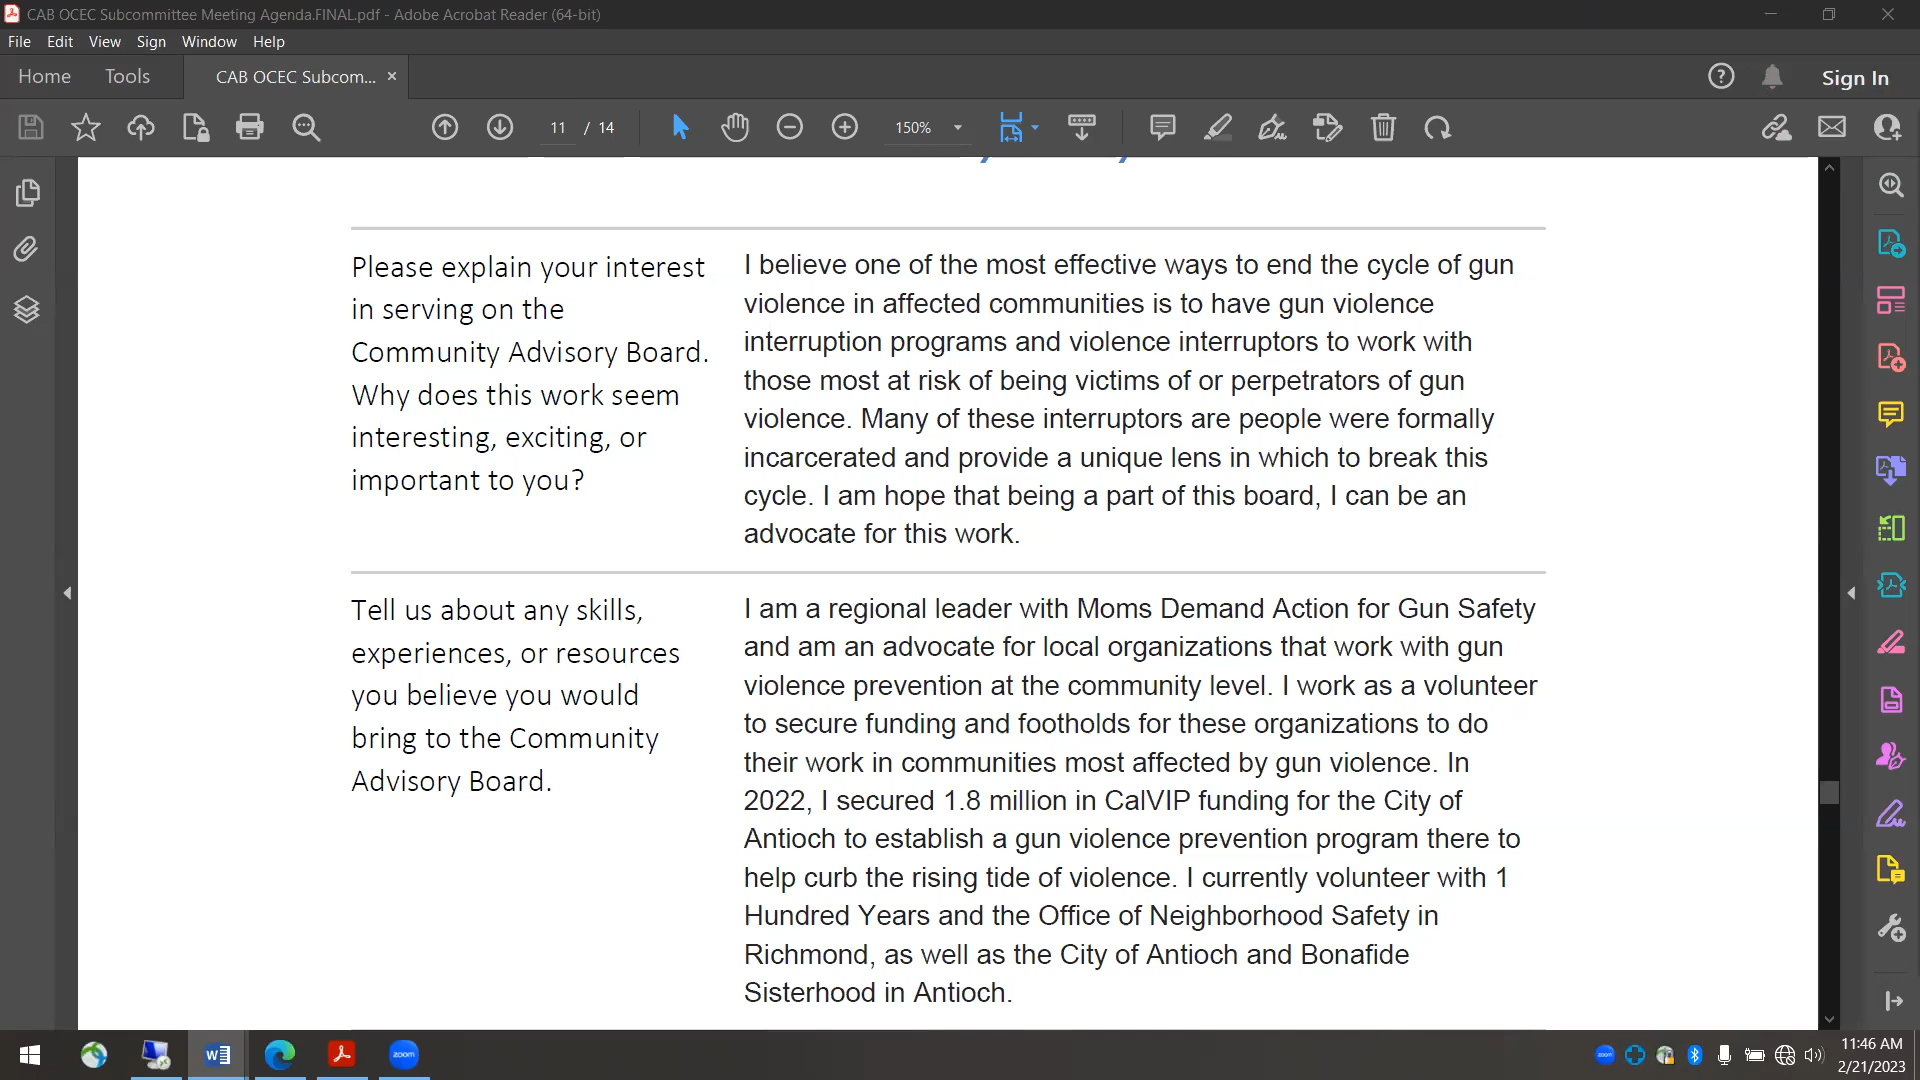 CAB OCEC Subcommittee Meeting Agenda.FINAL.pdf - Adobe Acrobat Reader (64-bit)
File Edit View Sign Window Help
Home Tools CAB OCEC Subcom... × Sign In
11 / 14 150%
Please explain your interest
in serving on the
Community Advisory Board.
Why does this work seem
interesting, exciting, or
important to you?
I believe one of the most effective ways to end the cycle of gun
violence in affected communities is to have gun violence
interruption programs and violence interruptors to work with
those most at risk of being victims of or perpetrators of gun
violence. Many of these interruptors are people were formally
incarcerated and provide a unique lens in which to break this
cycle. I am hope that being a part of this board, I can be an
advocate for this work.
Tell us about any skills,
experiences, or resources
you believe you would
bring to the Community
Advisory Board.
I am a regional leader with Moms Demand Action for Gun Safety
and am an advocate for local organizations that work with gun
violence prevention at the community level. I work as a volunteer
to secure funding and footholds for these organizations to do
their work in communities most affected by gun violence. In
2022, I secured 1.8 million in CalVIP funding for the City of
Antioch to establish a gun violence prevention program there to
help curb the rising tide of violence. I currently volunteer with 1
Hundred Years and the Office of Neighborhood Safety in
Richmond, as well as the City of Antioch and Bonafide
Sisterhood in Antioch.
zoom
zoom
11:46 AM
2/21/2023